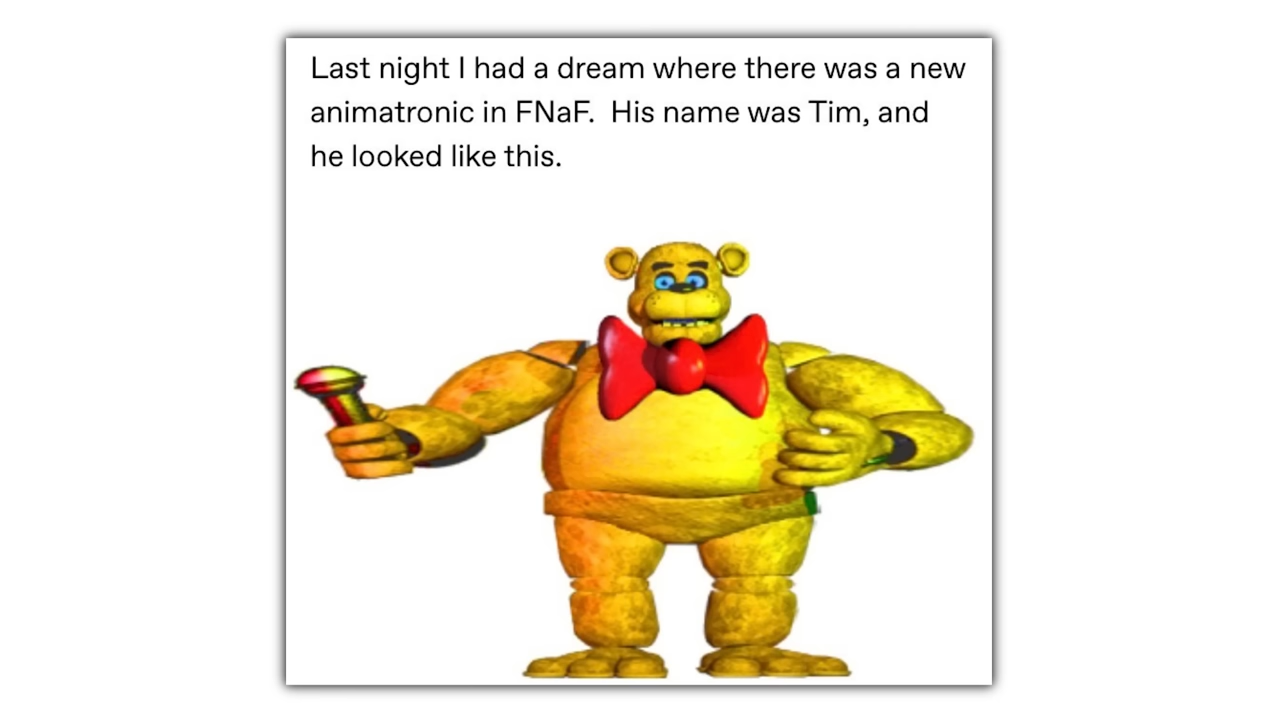 Last night I had a dream where there was a new
animatronic in FNaF.  His name was Tim, and
he looked like this.